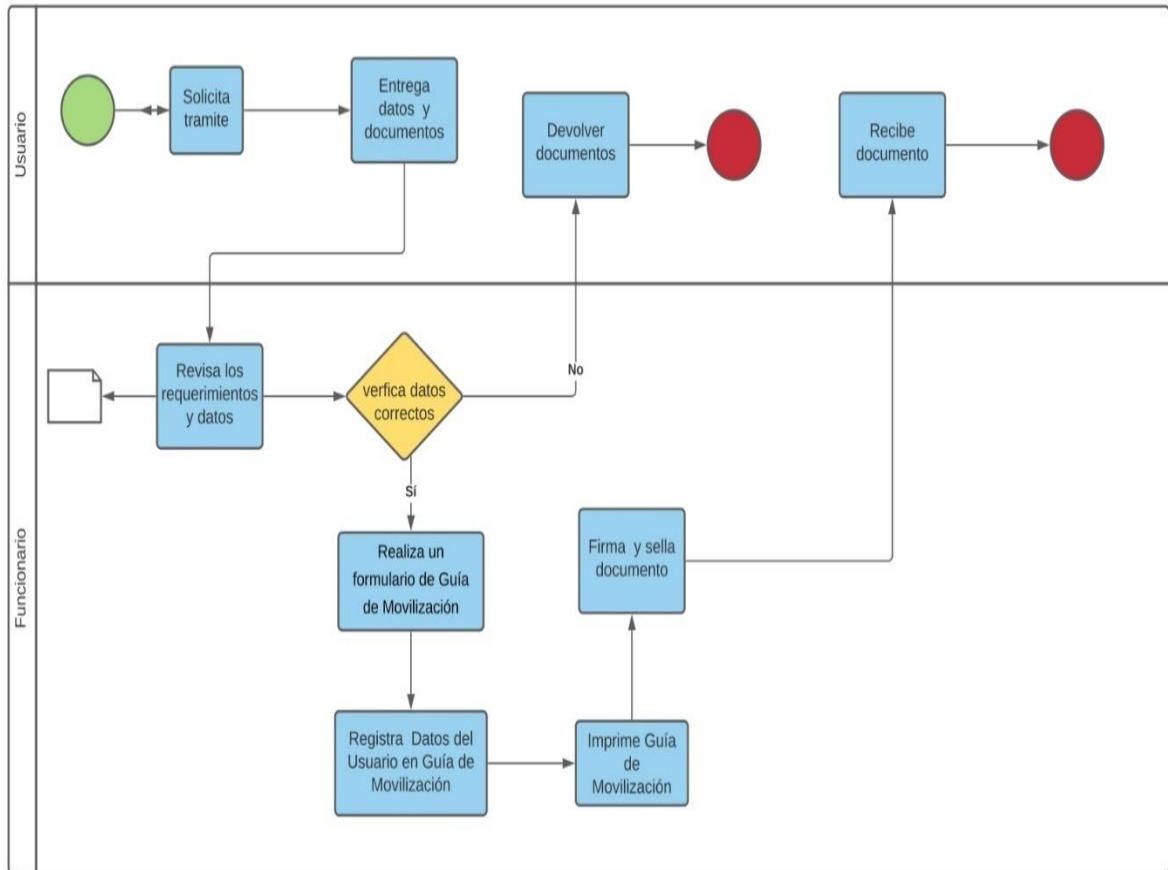 Usuario
Solicita
tramite
Entrega
datos y
documentos
Devolver
documentos
Recibe
documento
Funcionario
Revisa los
requerimientos
y datos
verfica datos
correctos
No
Sí
Realiza un
formulario de Guía
de Movilización
Firma y sella
documento
Registra Datos del
Usuario en Guía de
Movilización
Imprime Guía
de
Movilización